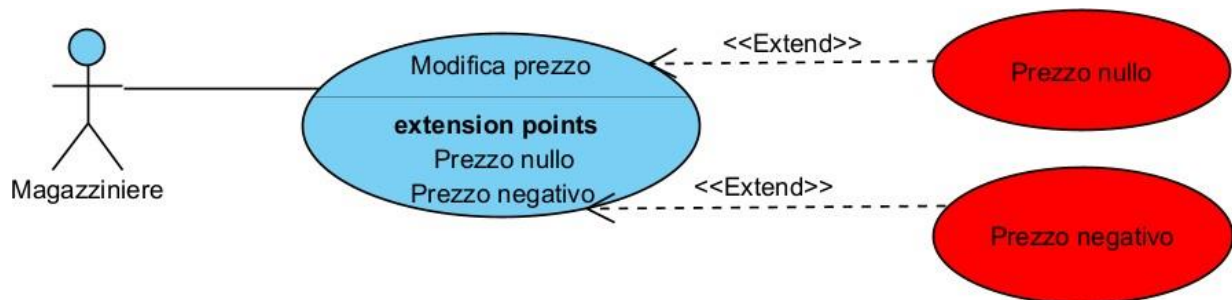 Magazziniere
Modifica prezzo
extension points
Prezzo nullo
Prezzo negativo
<<Extend>>
Prezzo nullo
<<Extend>>
Prezzo negativo